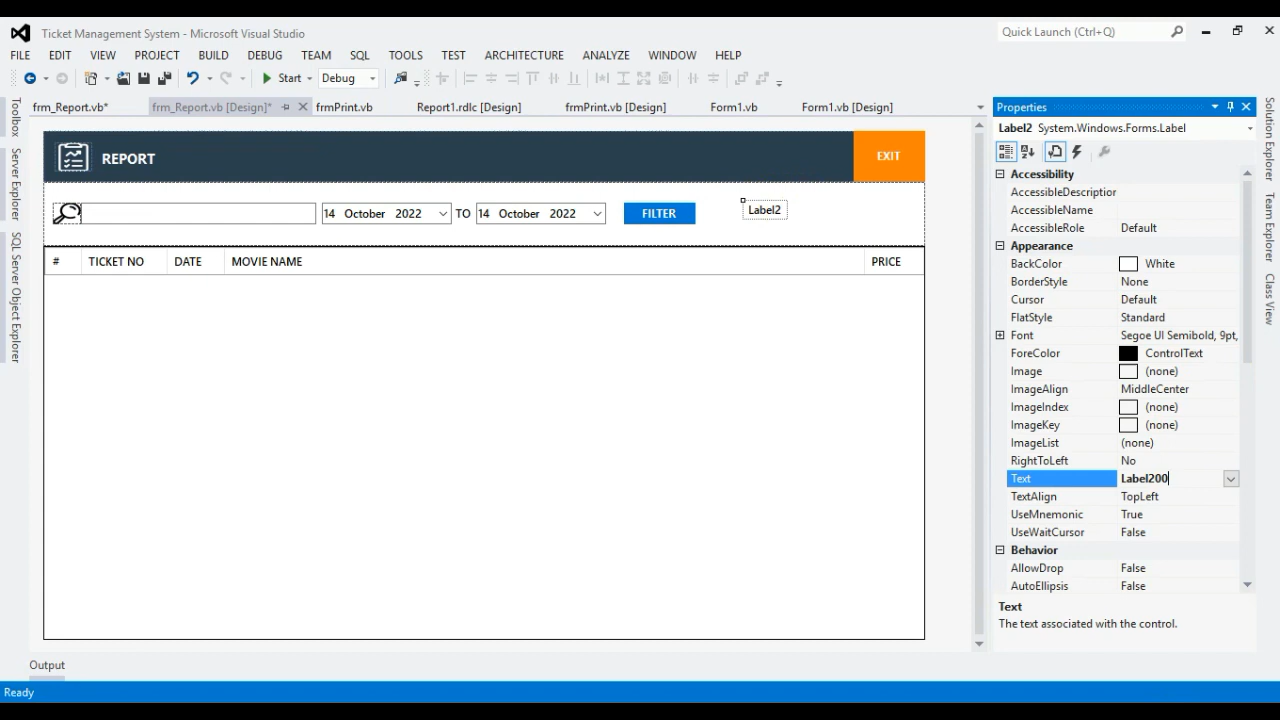 Ticket Management System - Microsoft Visual Studio
Quick Launch (Ctrl+Q)
FILE EDIT VIEW PROJECT BUILD DEBUG TEAM SQL TOOLS TEST ARCHITECTURE ANALYZE WINDOW HELP
Start Debug
frm_Report.vb* frm_Report.vb [Design]* frmPrint.vb Report1.rdlc [Design] frmPrint.vb [Design] Form1.vb Form1.vb [Design]
Toolbox
Server Explorer
SQL Server Object Explorer
REPORT EXIT
14 October 2022 TO 14 October 2022 FILTER Label2
# TICKET NO DATE MOVIE NAME PRICE
Properties
Label2 System.Windows.Forms.Label
Accessibility
AccessibleDescription
AccessibleName
AccessibleRole Default
Appearance
BackColor White
BorderStyle None
Cursor Default
FlatStyle Standard
Font Segoe UI Semibold, 9pt,
ForeColor ControlText
Image (none)
ImageAlign MiddleCenter
ImageIndex (none)
ImageKey (none)
ImageList (none)
RightToLeft No
Text Label200
TextAlign TopLeft
UseMnemonic True
UseWaitCursor False
Behavior
AllowDrop False
AutoEllipsis False
Text
The text associated with the control.
Solution Explorer
Team Explorer
Class View
Output
Ready